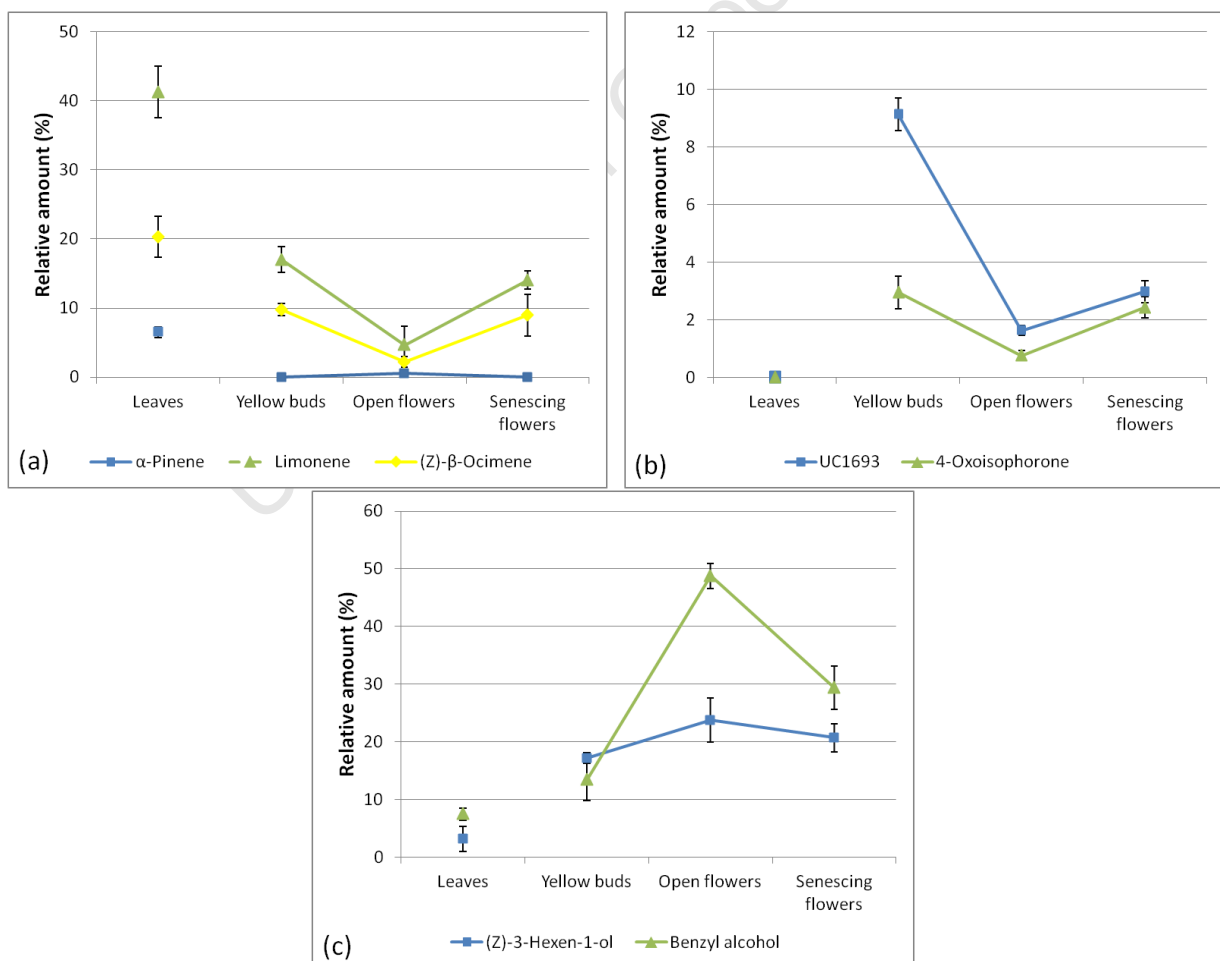 50
40
30
20
10
0
Relative amount (%)
Leaves Yellow buds Open flowers Senescing
flowers
(a) α-Pinene Limonene (Z)-β-Ocimene
12
10
8
6
4
2
0
Relative amount (%)
Leaves Yellow buds Open flowers Senescing
flowers
(b) UC1693 4-Oxoisophorone
60
50
40
30
20
10
0
Relative amount (%)
Leaves Yellow buds Open flowers Senescing
flowers
(c) (Z)-3-Hexen-1-ol Benzyl alcohol